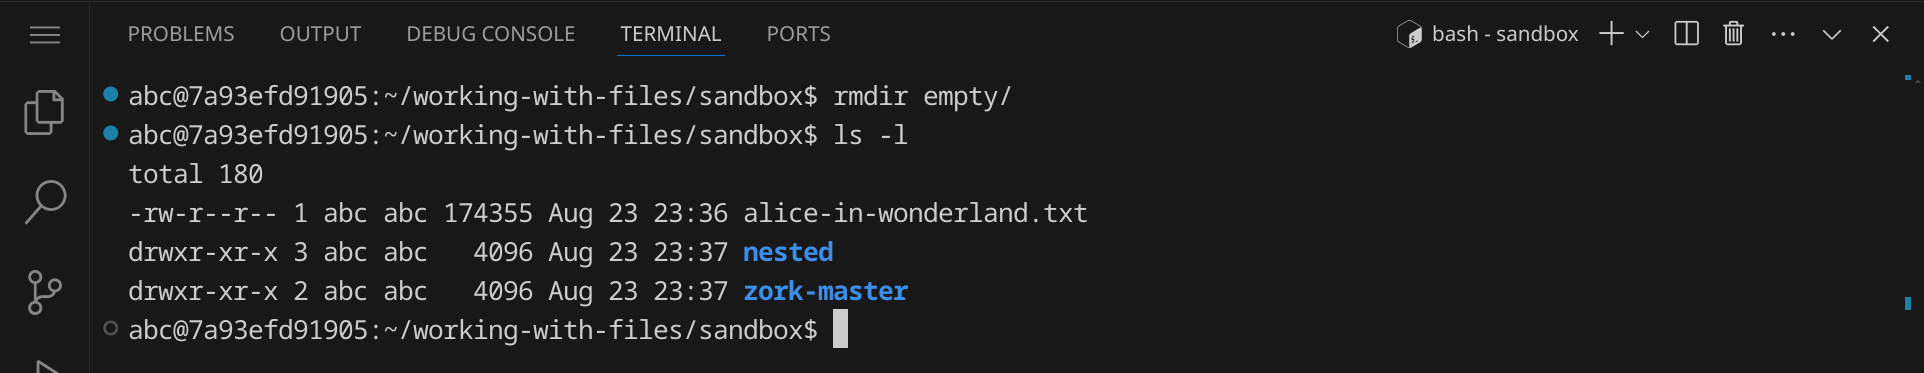 PROBLEMS OUTPUT DEBUG CONSOLE TERMINAL PORTS bash - sandbox
abc@7a93efd91905:~/working-with-files/sandbox$ rmdir empty/
abc@7a93efd91905:~/working-with-files/sandbox$ ls -l
total 180
-rw-r--r-- 1 abc abc 174355 Aug 23 23:36 alice-in-wonderland.txt
drwxr-xr-x 3 abc abc   4096 Aug 23 23:37 nested
drwxr-xr-x 2 abc abc   4096 Aug 23 23:37 zork-master
abc@7a93efd91905:~/working-with-files/sandbox$